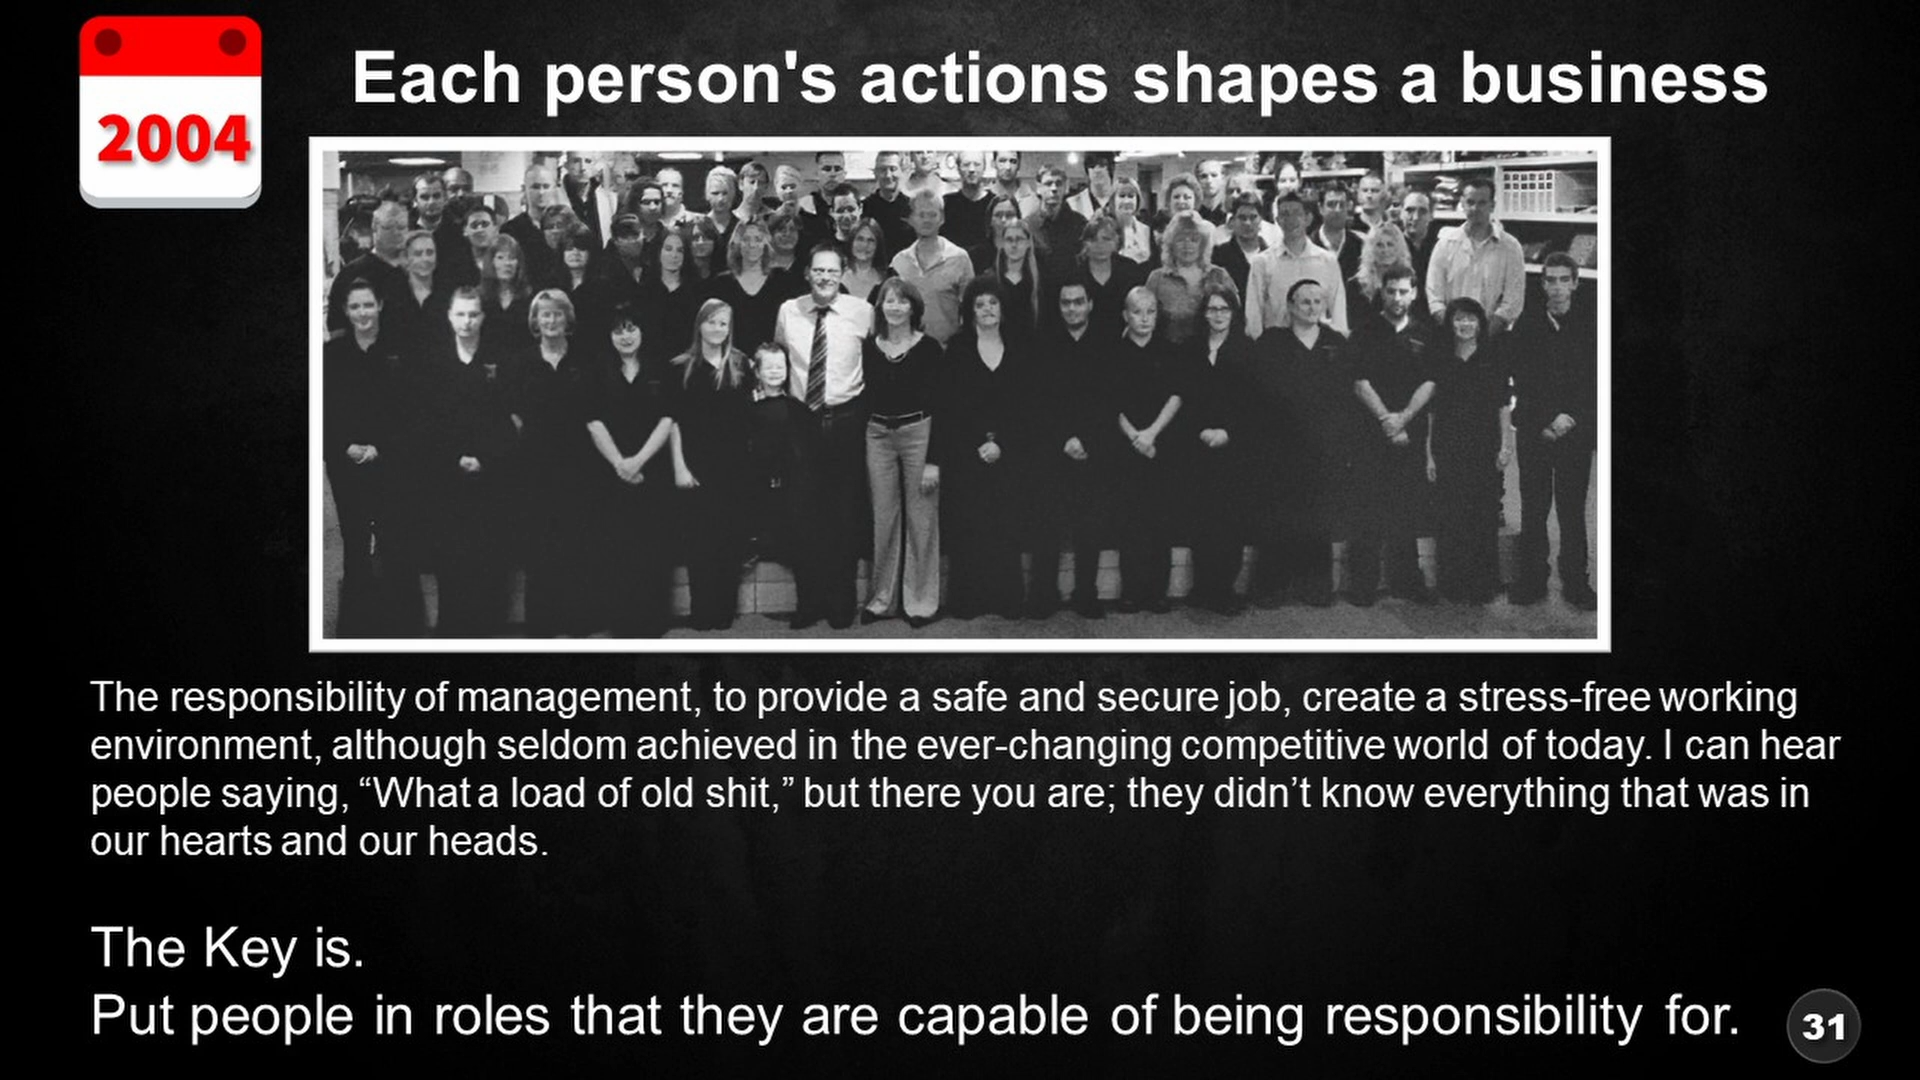 2004
Each person's actions shapes a business
The responsibility of management, to provide a safe and secure job, create a stress-free working
environment, although seldom achieved in the ever-changing competitive world of today. I can hear
people saying, “What a load of old shit,” but there you are; they didn’t know everything that was in
our hearts and our heads.
The Key is.
Put people in roles that they are capable of being responsibility for.
31